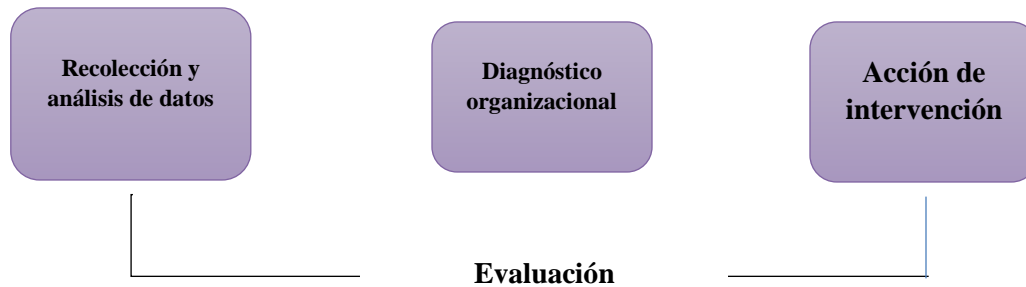 Recolección y
análisis de datos
Diagnóstico
organizacional
Acción de
intervención
Evaluación